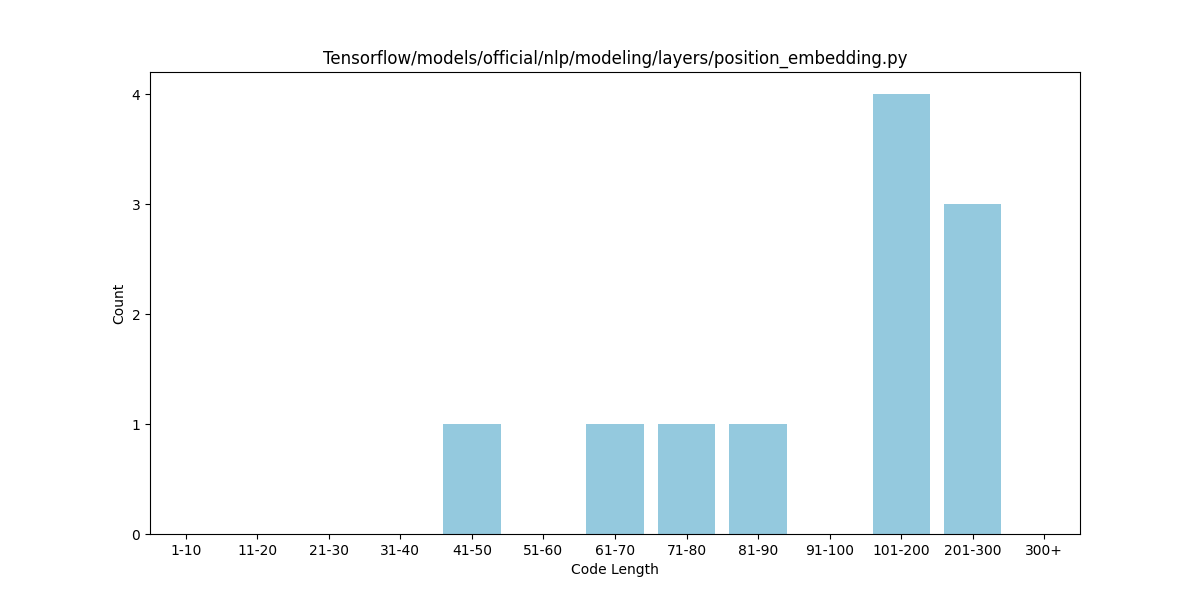 Tensorflow/models/official/nlp/modeling/layers/position_embedding.py
4
3
2
1
0
Count
1-10 11-20 21-30 31-40 41-50 51-60 61-70 71-80 81-90 91-100 101-200 201-300 300+
Code Length